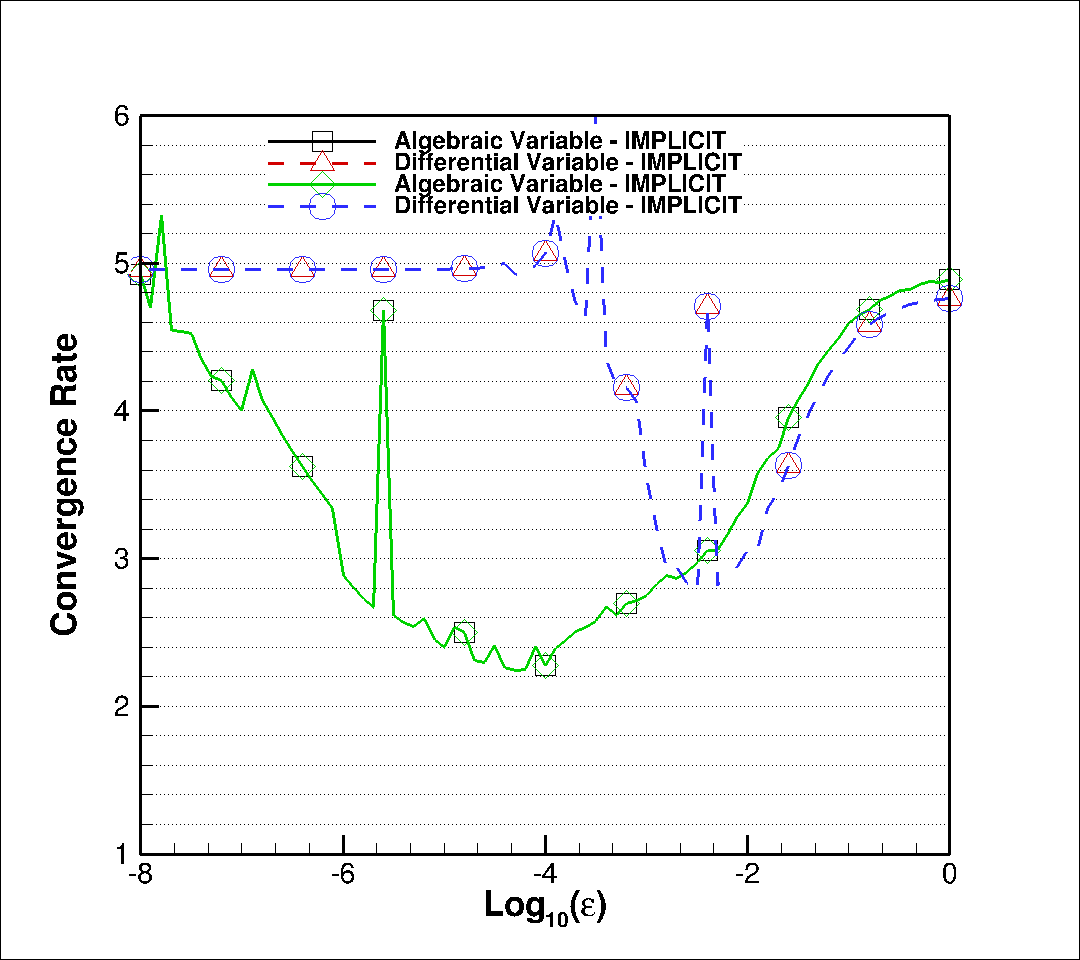 6
Algebraic Variable - IMPLICIT
Differential Variable - IMPLICIT
Algebraic Variable - IMPLICIT
Differential Variable - IMPLICIT
5
4
3
2
1
Convergence Rate
-8 -6 -4 -2 0
Log10(ε)